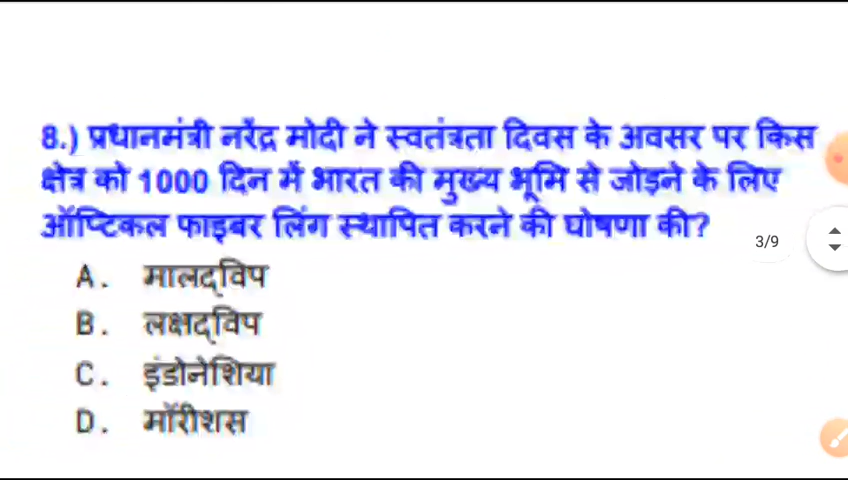 8.) प्रधानमंत्री नरेंद्र मोदी ने स्वतंत्रता दिवस के अवसर पर किस
क्षेत्र को 1000 दिन में भारत की मुख्य भूमि से जोड़ने के लिए
ऑप्टिकल फाइबर लिंग स्थापित करने की घोषणा की?
3/9
A. मालद्विप
B. लक्षद्विप
C. इंडोनेशिया
D. मॉरीशस